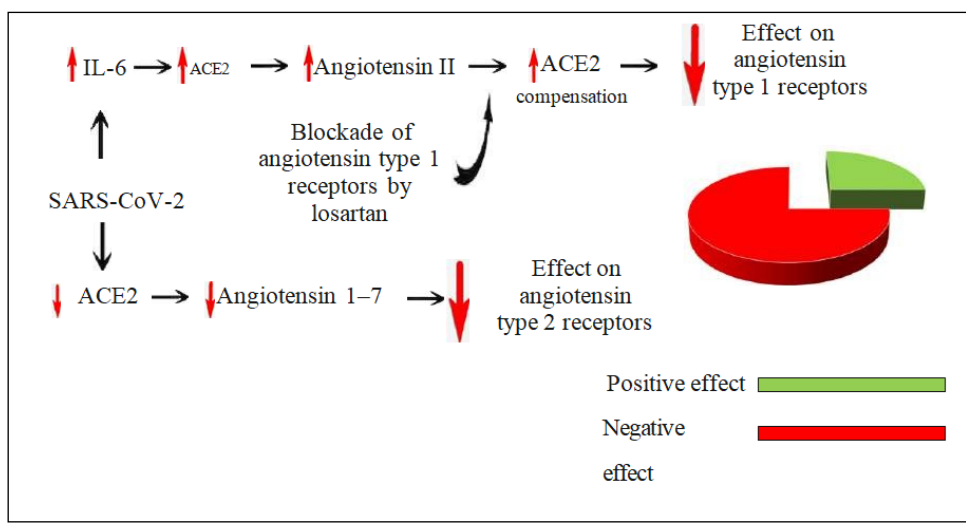 IL-6
ACE2
Angiotensin II
ACE2
compensation
Effect on
angiotensin
type 1 receptors
Blockade of
angiotensin type 1
receptors by
losartan
SARS-CoV-2
ACE2
Angiotensin 1–7
Effect on
angiotensin
type 2 receptors
Positive effect
Negative
effect